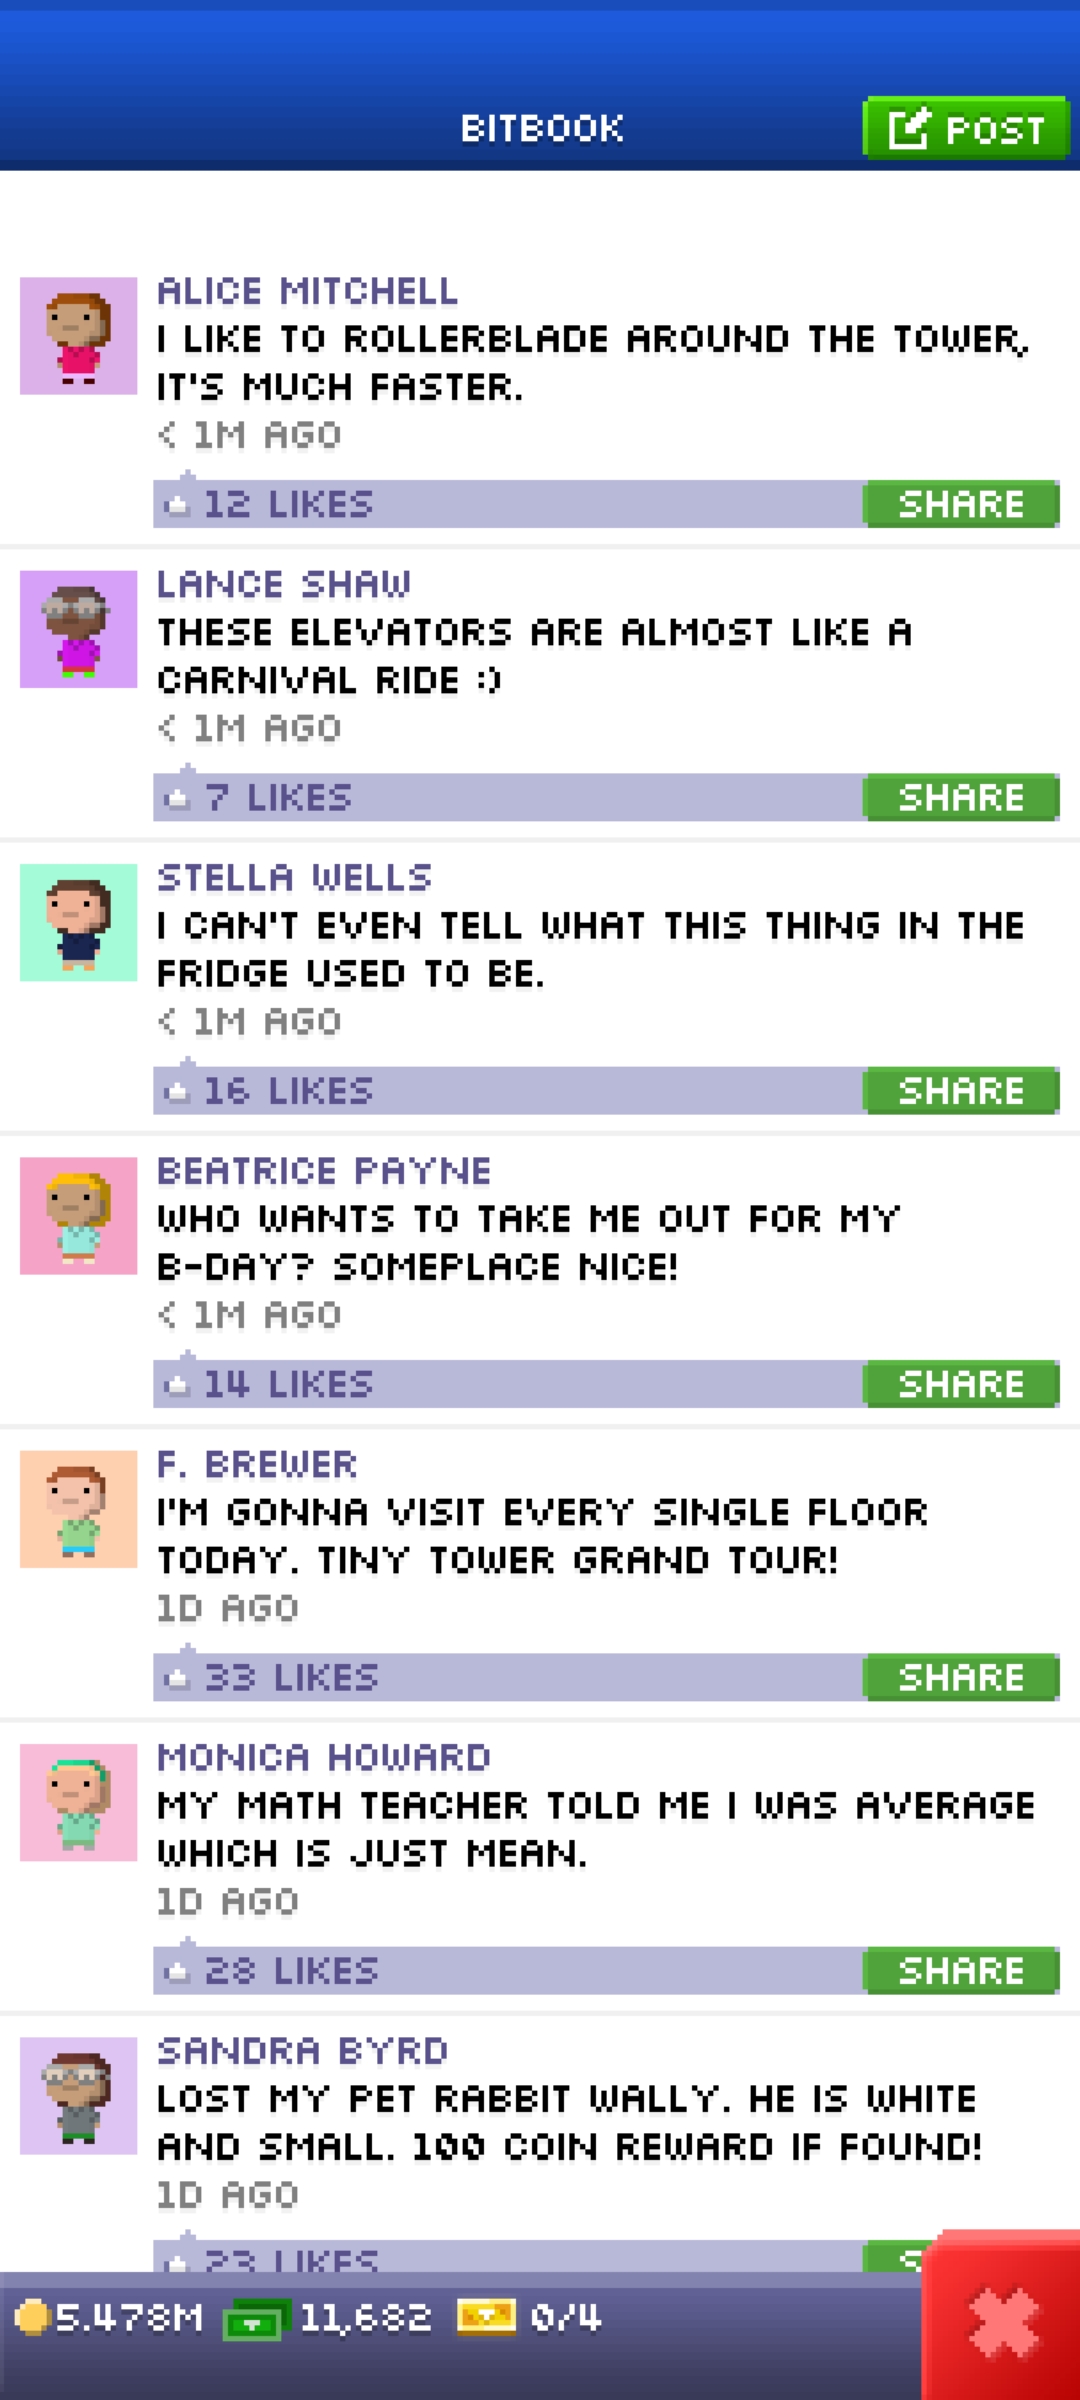 BITBOOK
POST
ALICE MITCHELL
I LIKE TO ROLLERBLADE AROUND THE TOWER,
IT'S MUCH FASTER.
< 1M AGO
12 LIKES
SHARE
LANCE SHAW
THESE ELEVATORS ARE ALMOST LIKE A
CARNIVAL RIDE :)
< 1M AGO
7 LIKES
SHARE
STELLA WELLS
I CAN'T EVEN TELL WHAT THIS THING IN THE
FRIDGE USED TO BE.
< 1M AGO
16 LIKES
SHARE
BEATRICE PAYNE
WHO WANTS TO TAKE ME OUT FOR MY
B-DAY? SOMEPLACE NICE!
< 1M AGO
14 LIKES
SHARE
F. BREWER
I'M GONNA VISIT EVERY SINGLE FLOOR
TODAY. TINY TOWER GRAND TOUR!
1D AGO
33 LIKES
SHARE
MONICA HOWARD
MY MATH TEACHER TOLD ME I WAS AVERAGE
WHICH IS JUST MEAN.
1D AGO
28 LIKES
SHARE
SANDRA BYRD
LOST MY PET RABBIT WALLY. HE IS WHITE
AND SMALL. 100 COIN REWARD IF FOUND!
1D AGO
23 LIKES
5.478M 11,682 0/4